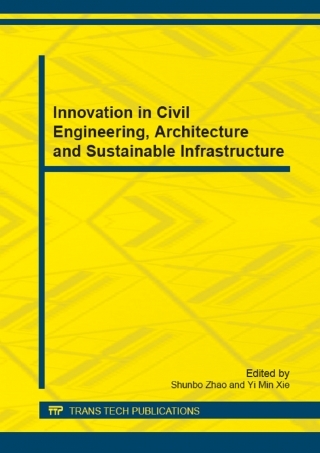 Innovation in Civil
Engineering, Architecture
and Sustainable Infrastructure
Edited by
Shunbo Zhao and Yi Min Xie
TTP TRANS TECH PUBLICATIONS